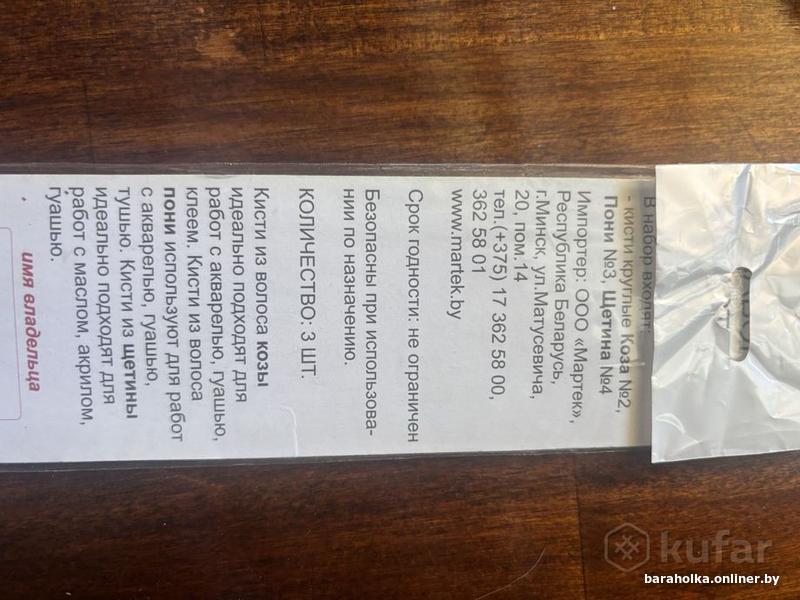 В набор входят:
- кисти круглые Коза №2,
Пони №3, Щетина №4
Импортер: ООО «Мартек»,
Республика Беларусь,
г.Минск, ул.Матусевича,
20, пом.14
тел.(+375) 17 362 58 00,
362 58 01
www.martek.by
Срок годности: не ограничен
Безопасны при использова-
нии по назначению.
КОЛИЧЕСТВО: 3 ШТ.
Кисти из волоса козы
идеально подходят для
работ с акварелью, гуашью,
клеем. Кисти из волоса
пони используют для работ
с акварелью, гуашью,
тушью. Кисти из щетины
идеально подходят для
работ с маслом, акрилом,
гуашью.
имя владельца
kufar
baraholka.onliner.by